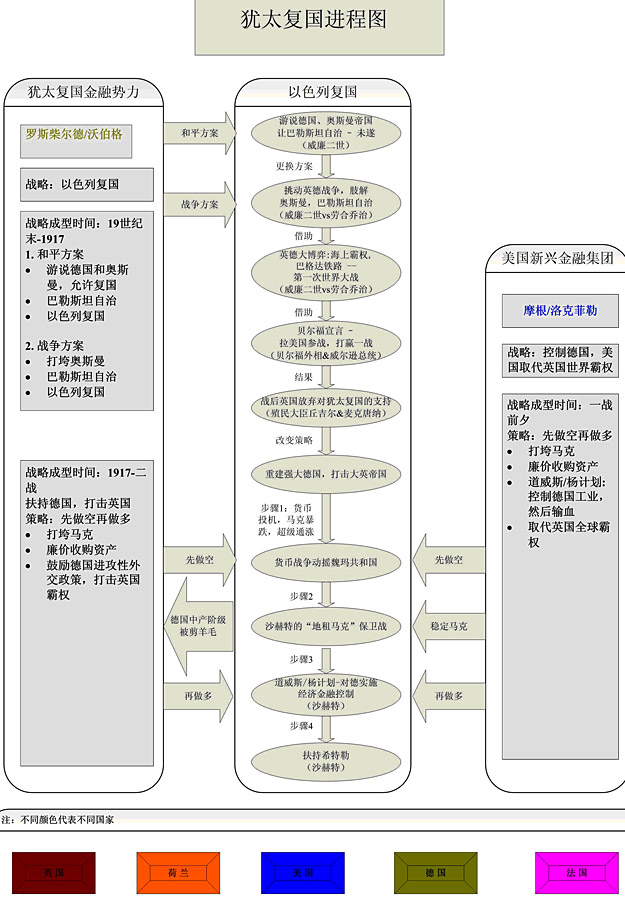 犹太复国进程图
犹太复国金融势力
罗斯柴尔德/沃伯格
战略：以色列复国
战略成型时间：19世纪
末-1917
1. 和平方案
● 游说德国和奥斯
曼，允许复国
● 巴勒斯坦自治
● 以色列复国
2. 战争方案
● 打垮奥斯曼
● 巴勒斯坦自治
● 以色列复国
战略成型时间：1917-二
战
扶持德国，打击英国
策略：先做空再做多
● 打垮马克
● 廉价收购资产
● 鼓励德国进攻性外
交政策，打击英国
霸权
和平方案
战争方案
先做空
德国中产阶级
被剪羊毛
再做多
以色列复国
游说德国、奥斯曼帝国
让巴勒斯坦自治 - 未遂
（威廉二世）
更换方案
挑动英德战争，肢解
奥斯曼，巴勒斯坦自治
（威廉二世vs劳合乔治）
借助
英德大博弈:海上霸权,
巴格达铁路 —
第一次世界大战
（威廉二世vs劳合乔治）
借助
贝尔福宣言 -
拉美国参战，打赢一战
（贝尔福外相&威尔逊总统）
结果
战后英国放弃对犹太复国的支持
（殖民大臣丘吉尔&麦克唐纳）
改变策略
重建强大德国，打击大英帝国
步骤1：货币
投机，马克暴
跌，超级通涨
货币战争动摇魏玛共和国
步骤2
沙赫特的“地租马克”保卫战
步骤3
道威斯/杨计划-对德实施
经济金融控制
（沙赫特）
步骤4
扶持希特勒
（沙赫特）
先做空
稳定马克
再做多
美国新兴金融集团
摩根/洛克菲勒
战略：控制德国，美
国取代英国世界霸权
战略成型时间：一战
前夕
策略：先做空再做多
● 打垮马克
● 廉价收购资产
● 道威斯/杨计划:
控制德国工业，
然后输血
● 取代英国全球霸
权
注：不同颜色代表不同国家
英国
荷兰
美国
德国
法国